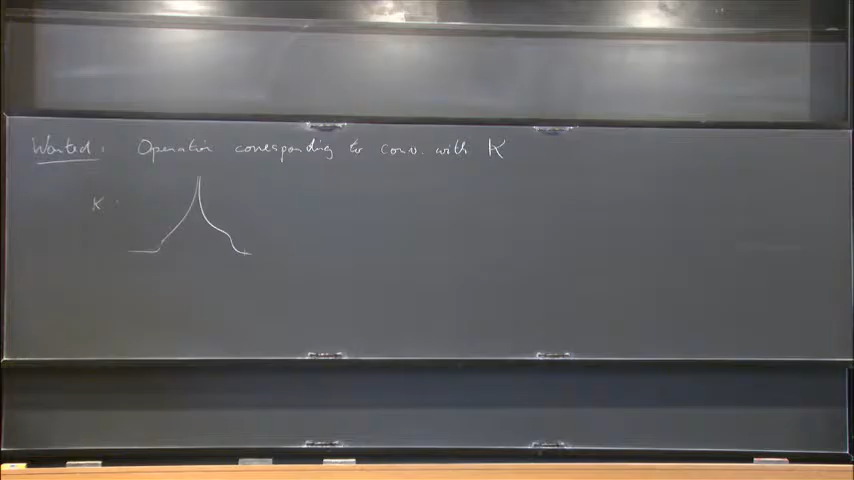 Wanted: Operation corresponding to conv. with K
K: